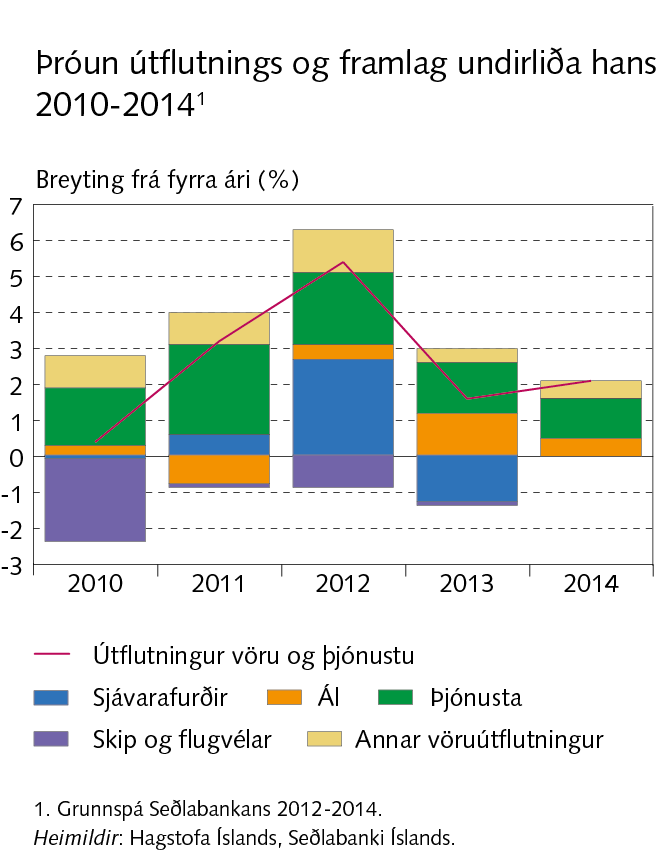 Þróun útflutnings og framlag undirliða hans
2010-2014¹
Breyting frá fyrra ári (%)
7
6
5
4
3
2
1
0
-1
-2
-3
2010 2011 2012 2013 2014
Útflutningur vöru og þjónustu
Sjávarafurðir Ál Þjónusta
Skip og flugvélar Annar vöruútflutningur
1. Grunnspá Seðlabankans 2012-2014.
Heimildir: Hagstofa Íslands, Seðlabanki Íslands.